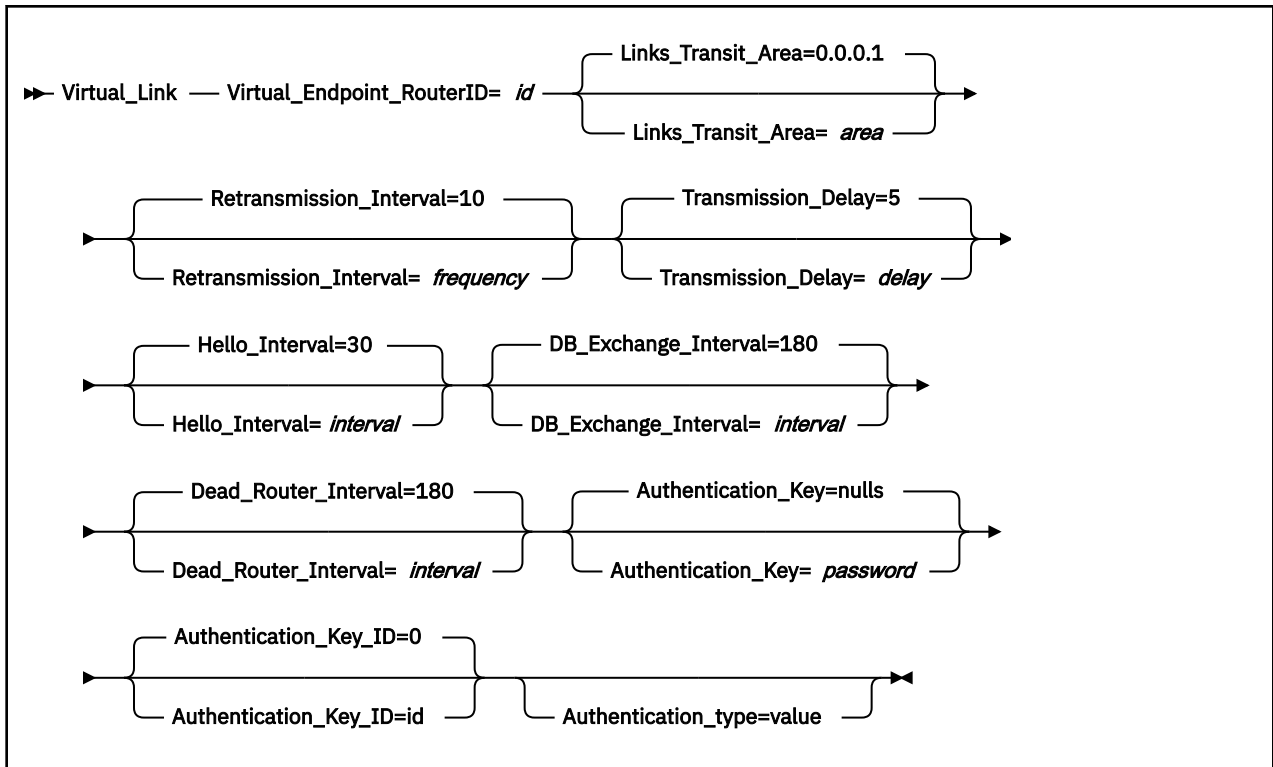 Links_Transit_Area=0.0.0.1
Virtual_Link Virtual_Endpoint_RouterID= id
Links_Transit_Area= area
Retransmission_Interval=10 Transmission_Delay=5
Retransmission_Interval= frequency Transmission_Delay= delay
Hello_Interval=30 DB_Exchange_Interval=180
Hello_Interval= interval DB_Exchange_Interval= interval
Dead_Router_Interval=180 Authentication_Key=nulls
Dead_Router_Interval= interval Authentication_Key= password
Authentication_Key_ID=0
Authentication_Key_ID=id Authentication_type=value